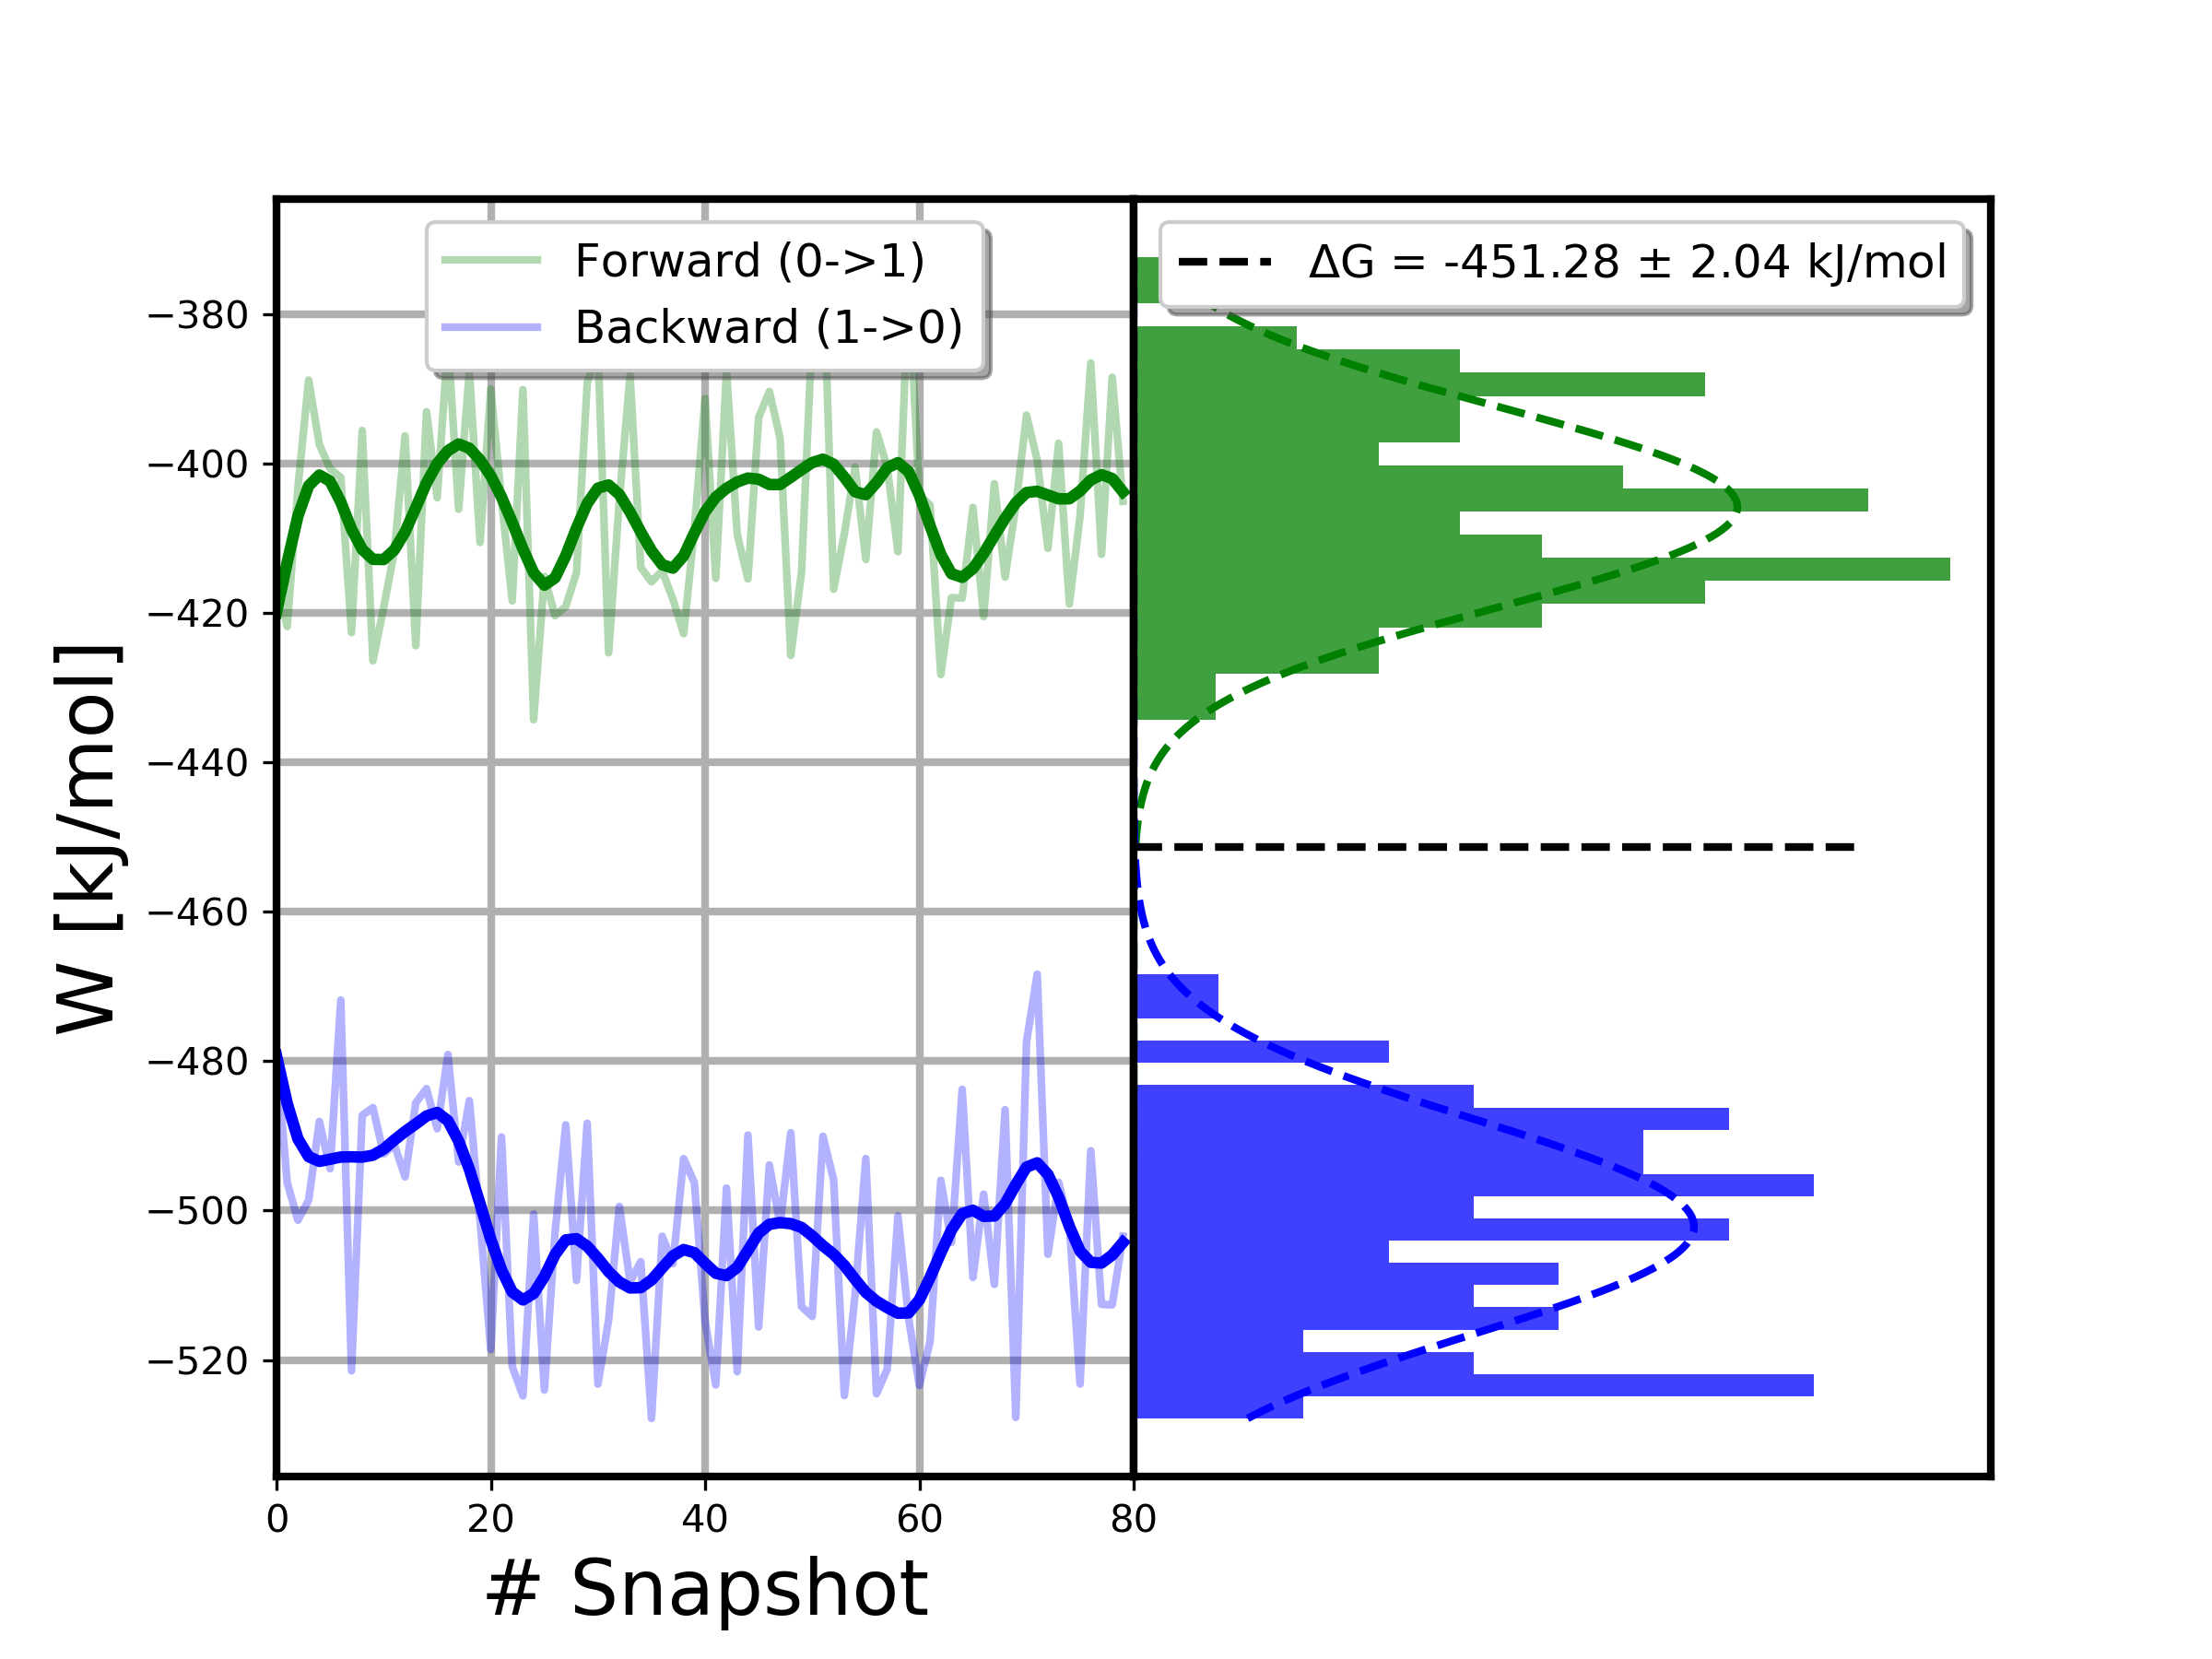 Forward (0->1)
Backward (1->0)
ΔG = -451.28 ± 2.04 kJ/mol
W [kJ/mol]
−380
−400
−420
−440
−460
−480
−500
−520
0 20 40 60 80
# Snapshot